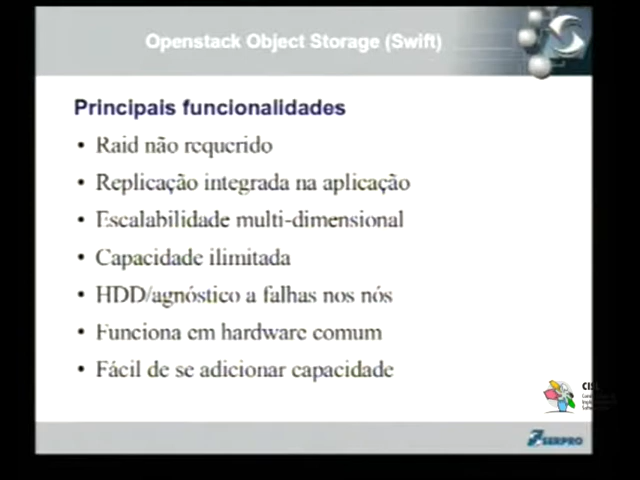 Openstack Object Storage (Swift)
Principais funcionalidades
• Raid não requerido
• Replicação integrada na aplicação
• Escalabilidade multi-dimensional
• Capacidade ilimitada
• HDD/agnóstico a falhas nos nós
• Funciona em hardware comum
• Fácil de se adicionar capacidade
SERPRO